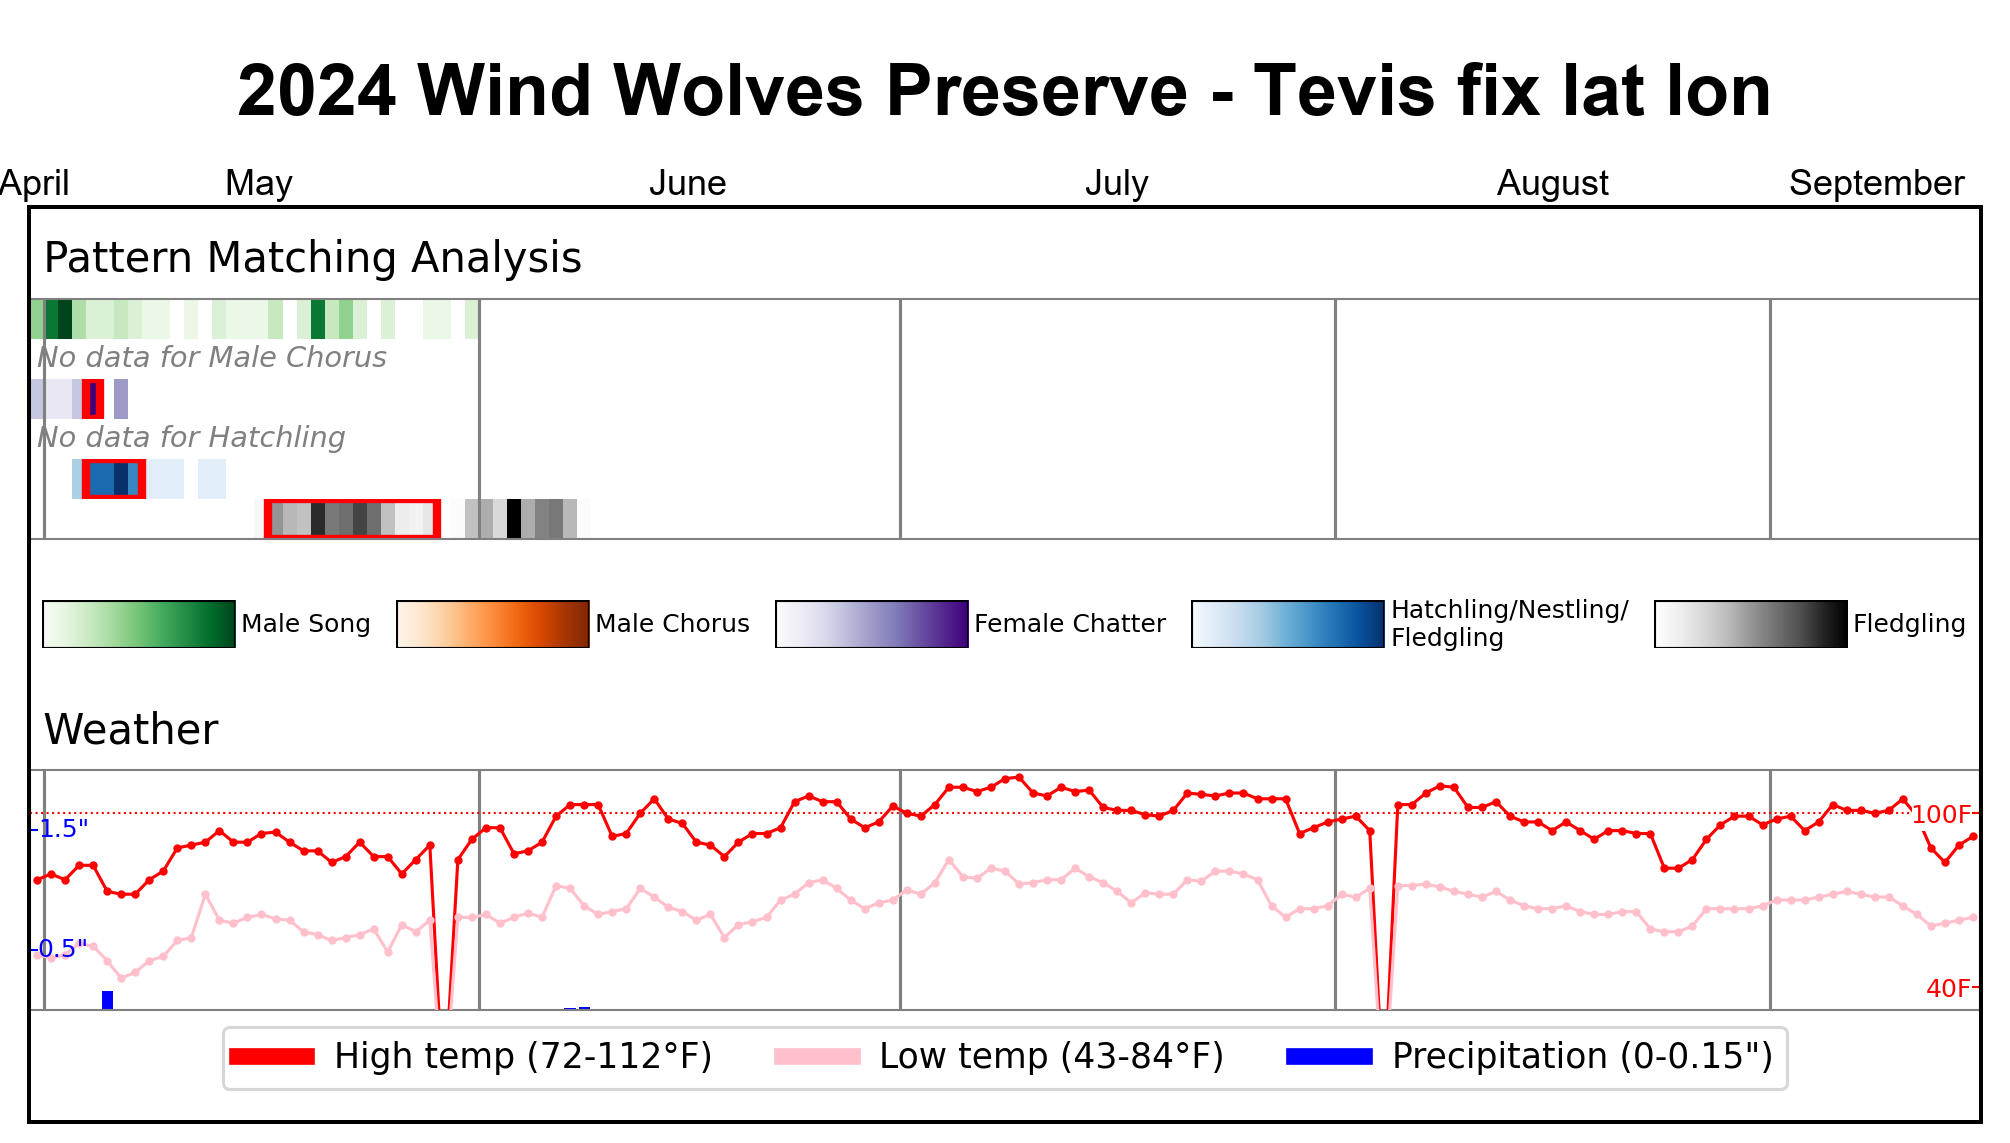 2024 Wind Wolves Preserve - Tevis fix lat lon
April May June July August September
Pattern Matching Analysis
No data for Male Chorus
No data for Hatchling
Male Song Male Chorus Female Chatter Hatchling/Nestling/
Fledgling Fledgling
Weather
1.5" 100F
0.5" 40F
High temp (72-112°F) Low temp (43-84°F) Precipitation (0-0.15")